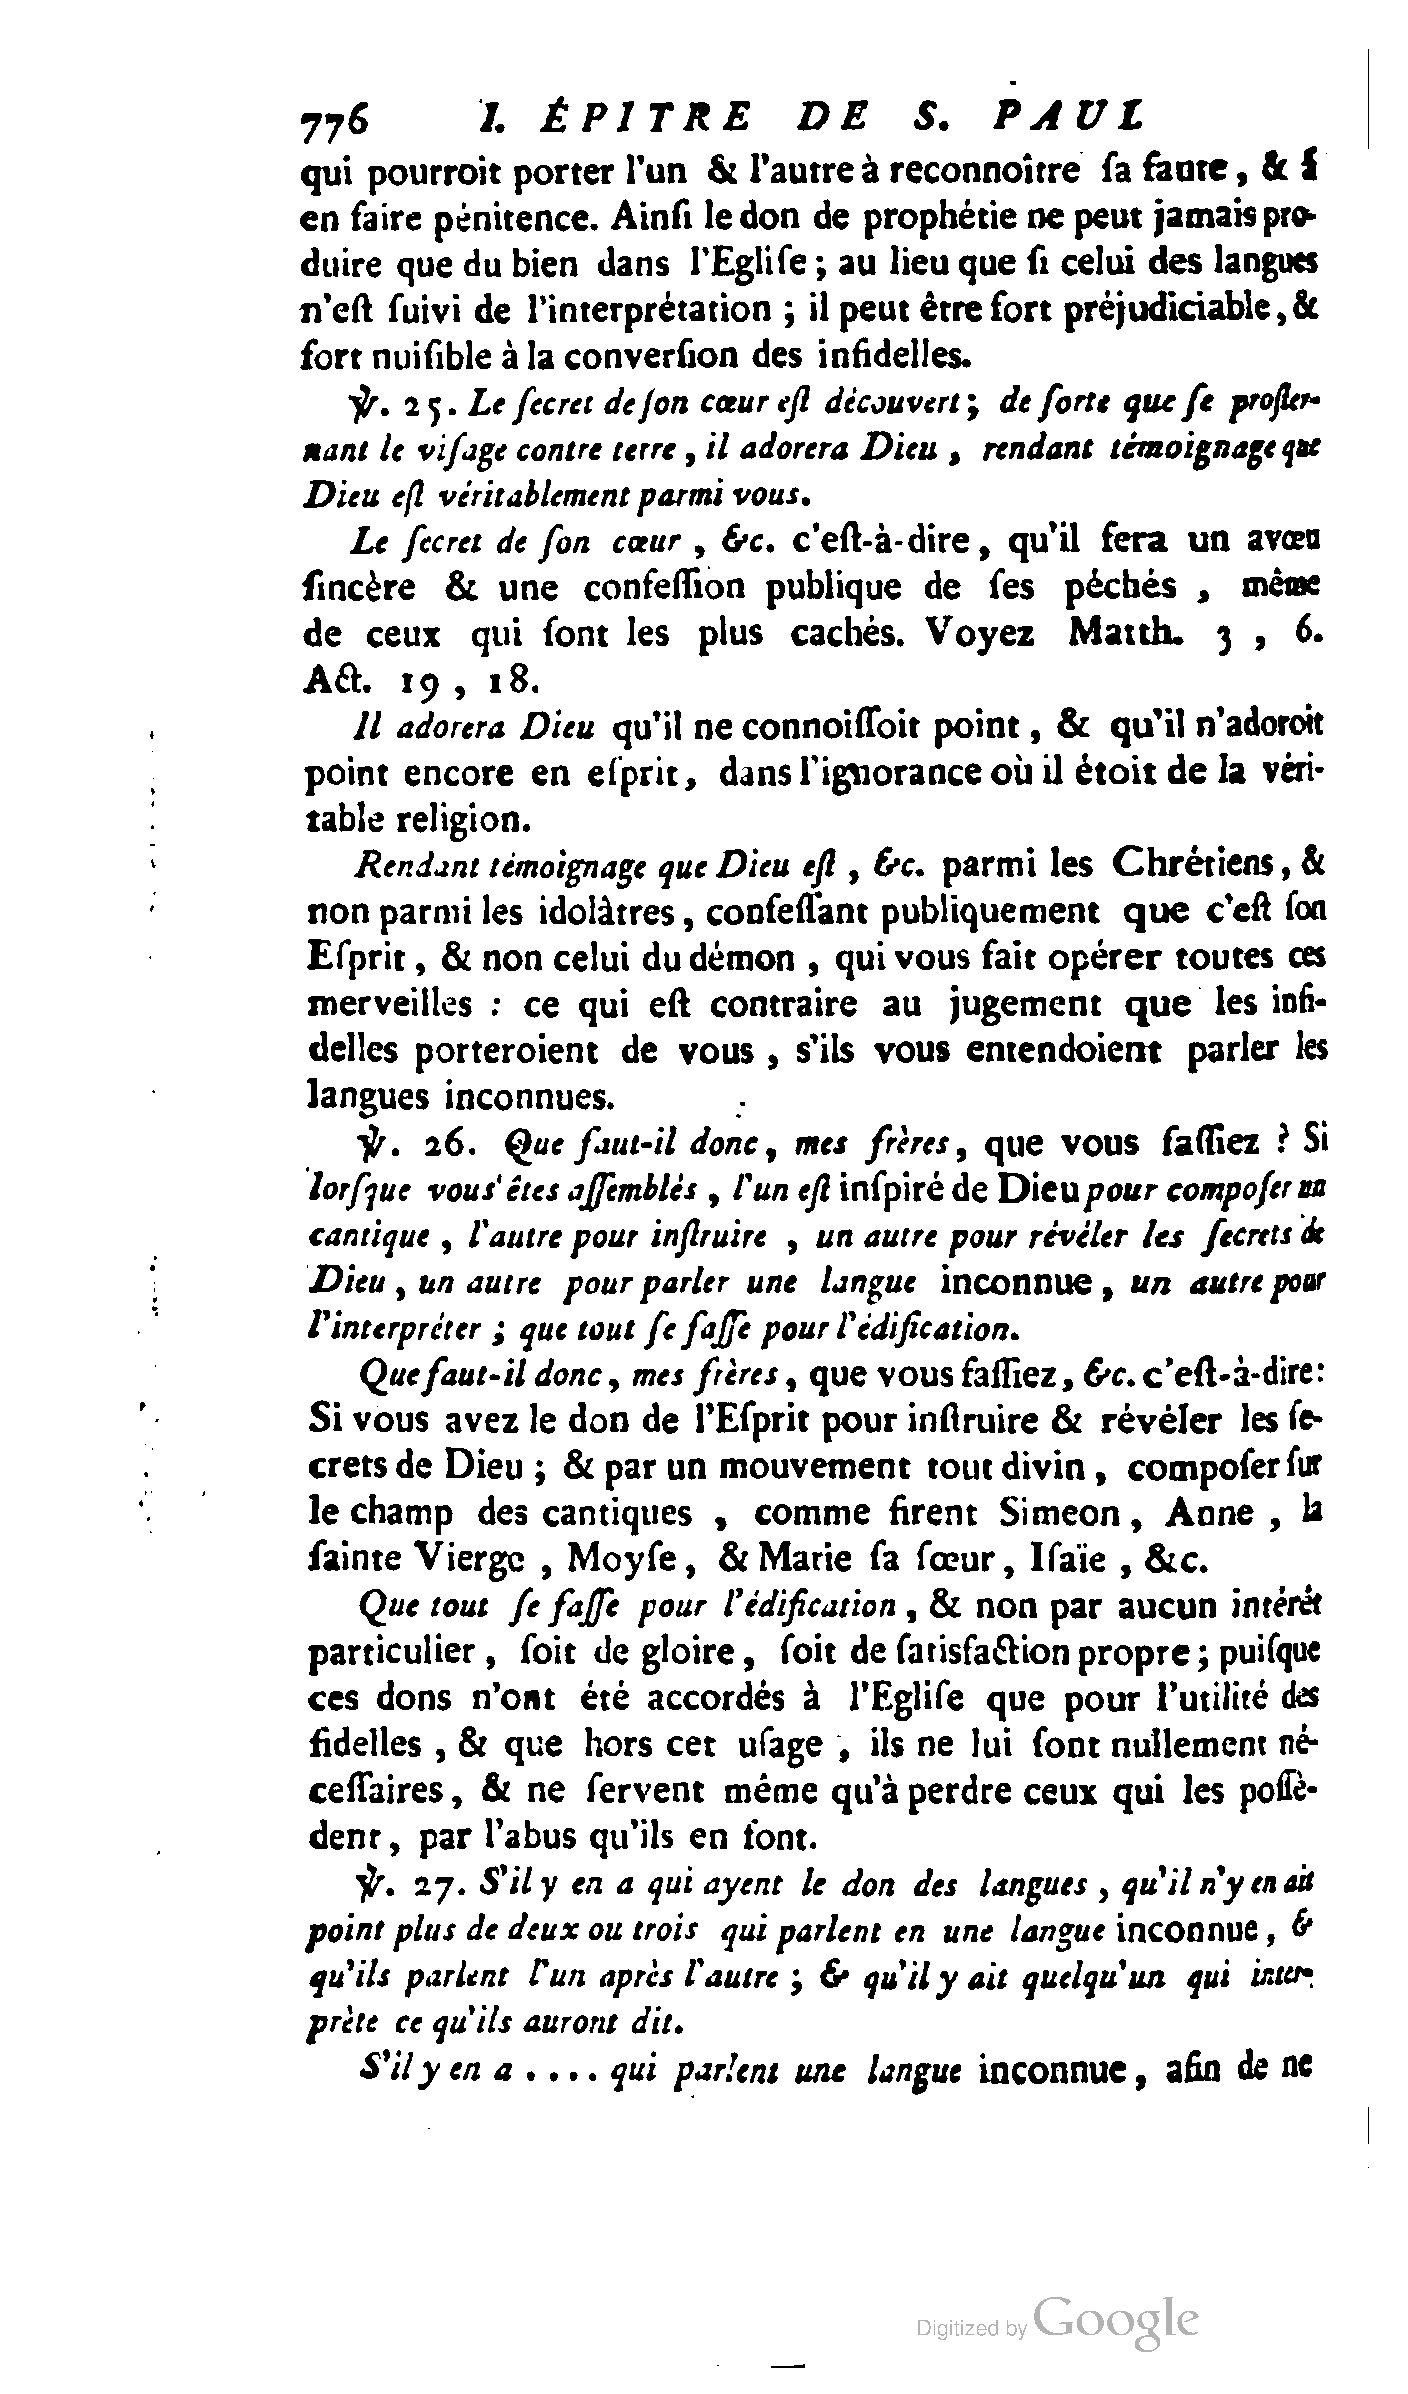 776 I. ÉPITRE DE S. PAUL
qui pourroit porter l'un & l'autre à reconnoître ſa faute, & à
en faire pénitence. Ainſi le don de prophétie ne peut jamais pro-
duire que du bien dans l'Egliſe ; au lieu que ſi celui des langues
n'eſt ſuivi de l'interprétation ; il peut être fort préjudiciable, &
fort nuiſible à la converſion des infidelles.
℣. 25. Le ſecret de ſon cœur eſt découvert ; de ſorte que ſe proſter-
nant le viſage contre terre, il adorera Dieu, rendant témoignage que
Dieu eſt véritablement parmi vous.
Le ſecret de ſon cœur, &c. c'eſt-à-dire, qu'il fera un avœu
ſincère & une confeſſion publique de ſes péchés, même
de ceux qui ſont les plus cachés. Voyez Matth. 3, 6.
Act. 19, 18.
Il adorera Dieu qu'il ne connoiſſoit point, & qu'il n'adoroit
point encore en eſprit, dans l'ignorance où il étoit de la véri-
table religion.
Rendant témoignage que Dieu eſt, &c. parmi les Chrétiens, &
non parmi les idolâtres, confeſſant publiquement que c'eſt ſon
Eſprit, & non celui du démon, qui vous fait opérer toutes ces
merveilles : ce qui eſt contraire au jugement que les infi-
delles porteroient de vous, s'ils vous entendoient parler les
langues inconnues.
℣. 26. Que faut-il donc, mes frères, que vous faſſiez ? Si
lorſque vous êtes aſſemblés, l'un eſt inſpiré de Dieu pour compoſer un
cantique, l'autre pour inſtruire, un autre pour révéler les ſecrets de
Dieu, un autre pour parler une langue inconnue, un autre pour
l'interpréter ; que tout ſe faſſe pour l'édification.
Que faut-il donc, mes frères, que vous faſſiez, &c. c'eſt-à-dire :
Si vous avez le don de l'Eſprit pour inſtruire & révéler les ſe-
crets de Dieu ; & par un mouvement tout divin, compoſer ſur
le champ des cantiques, comme firent Simeon, Anne, la
ſainte Vierge, Moyſe, & Marie ſa ſœur, Iſaïe, &c.
Que tout ſe faſſe pour l'édification, & non par aucun intérêt
particulier, ſoit de gloire, ſoit de ſatisfaction propre ; puiſque
ces dons n'ont été accordés à l'Egliſe que pour l'utilité des
fidelles, & que hors cet uſage, ils ne lui ſont nullement né-
ceſſaires, & ne ſervent même qu'à perdre ceux qui les poſſè-
dent, par l'abus qu'ils en font.
℣. 27. S'il y en a qui ayent le don des langues, qu'il n'y en ait
point plus de deux ou trois qui parlent en une langue inconnue, &
qu'ils parlent l'un après l'autre ; & qu'il y ait quelqu'un qui inter-
prète ce qu'ils auront dit.
S'il y en a .... qui parlent une langue inconnue, afin de ne
Digitized by Google